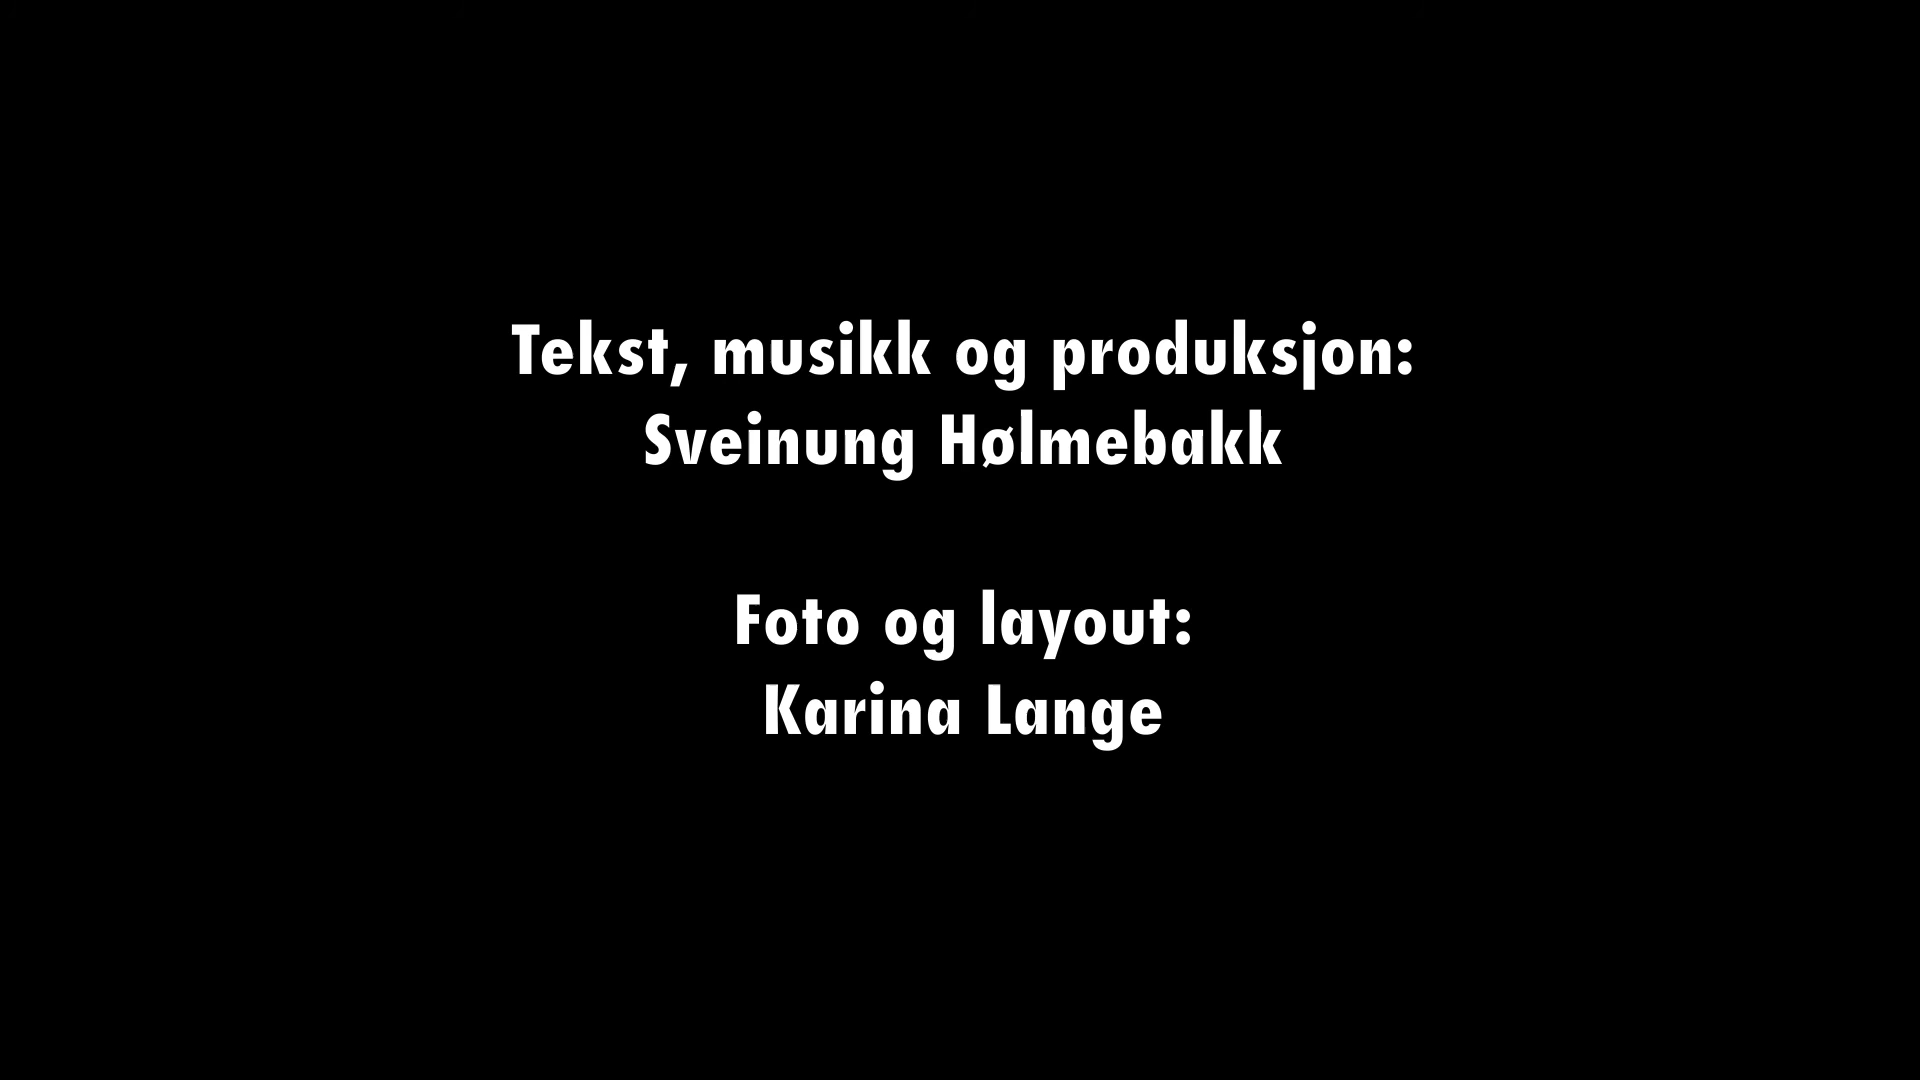 Tekst, musikk og produksjon:
Sveinung Hølmebakk
Foto og layout:
Karina Lange